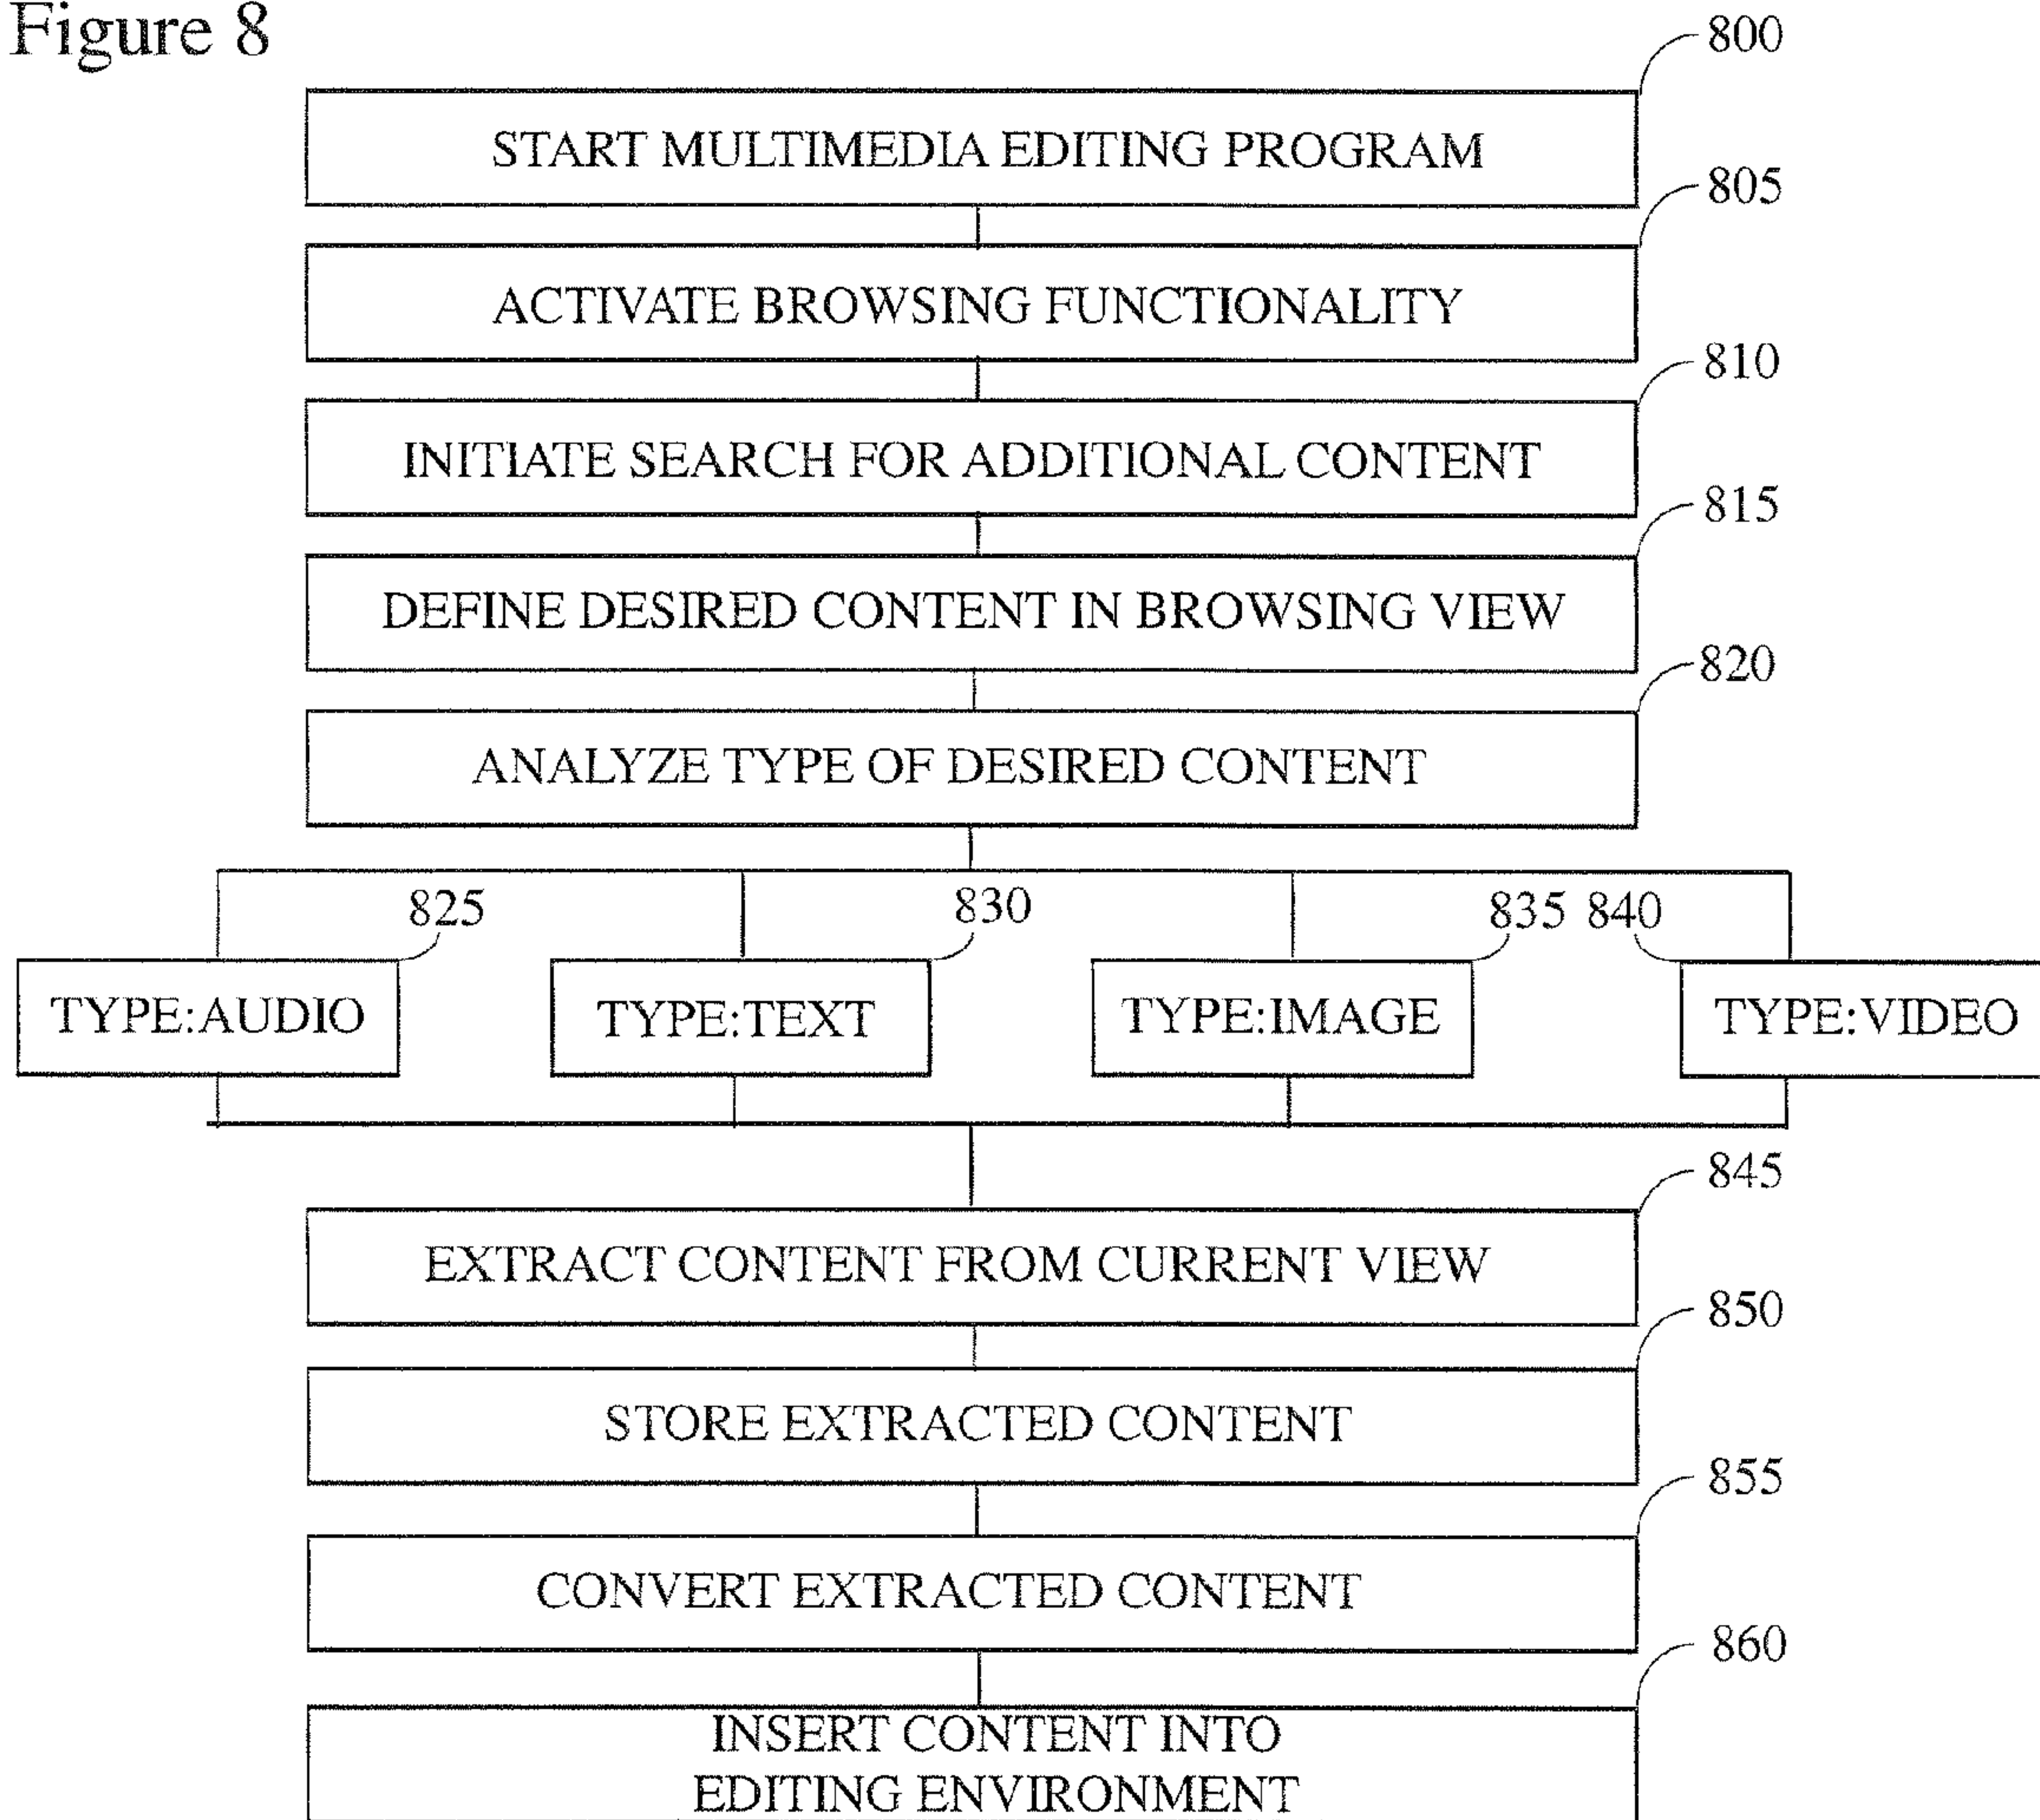 Figure 8
800
START MULTIMEDIA EDITING PROGRAM
805
ACTIVATE BROWSING FUNCTIONALITY
810
INITIATE SEARCH FOR ADDITIONAL CONTENT
815
DEFINE DESIRED CONTENT IN BROWSING VIEW
820
ANALYZE TYPE OF DESIRED CONTENT
825
830
835
840
TYPE:AUDIO
TYPE:TEXT
TYPE:IMAGE
TYPE:VIDEO
845
EXTRACT CONTENT FROM CURRENT VIEW
850
STORE EXTRACTED CONTENT
855
CONVERT EXTRACTED CONTENT
860
INSERT CONTENT INTO
EDITING ENVIRONMENT